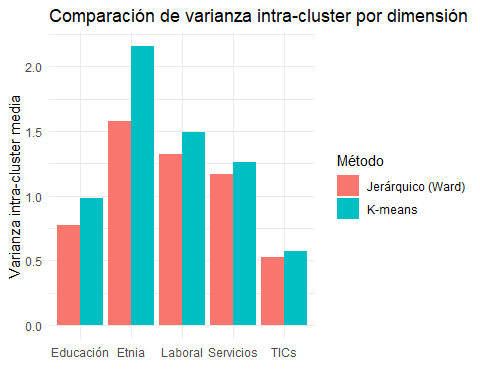 Comparación de varianza intra-cluster por dimensión
Varianza intra-cluster media
2.0
1.5
1.0
0.5
0.0
Educación
Etnia
Laboral
Servicios
TICs
Método
Jerárquico (Ward)
K-means